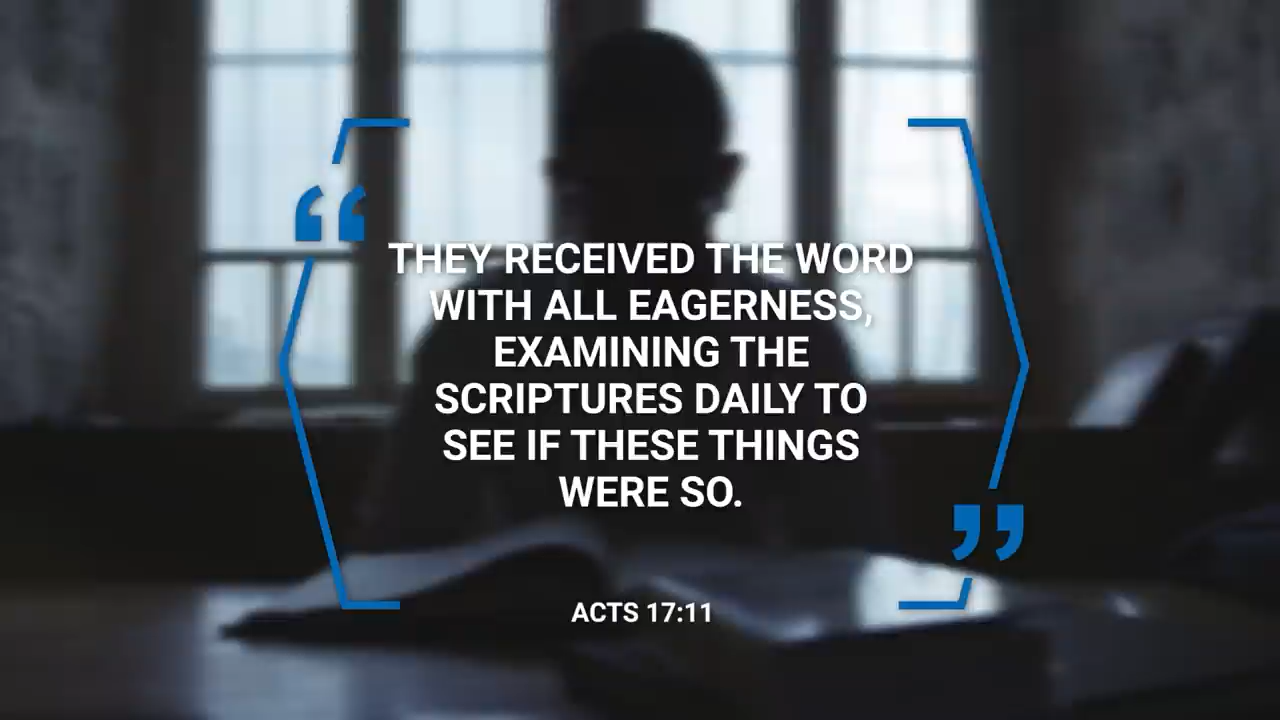 “
THEY RECEIVED THE WORD
WITH ALL EAGERNESS,
EXAMINING THE
SCRIPTURES DAILY TO
SEE IF THESE THINGS
WERE SO.
”
ACTS 17:11